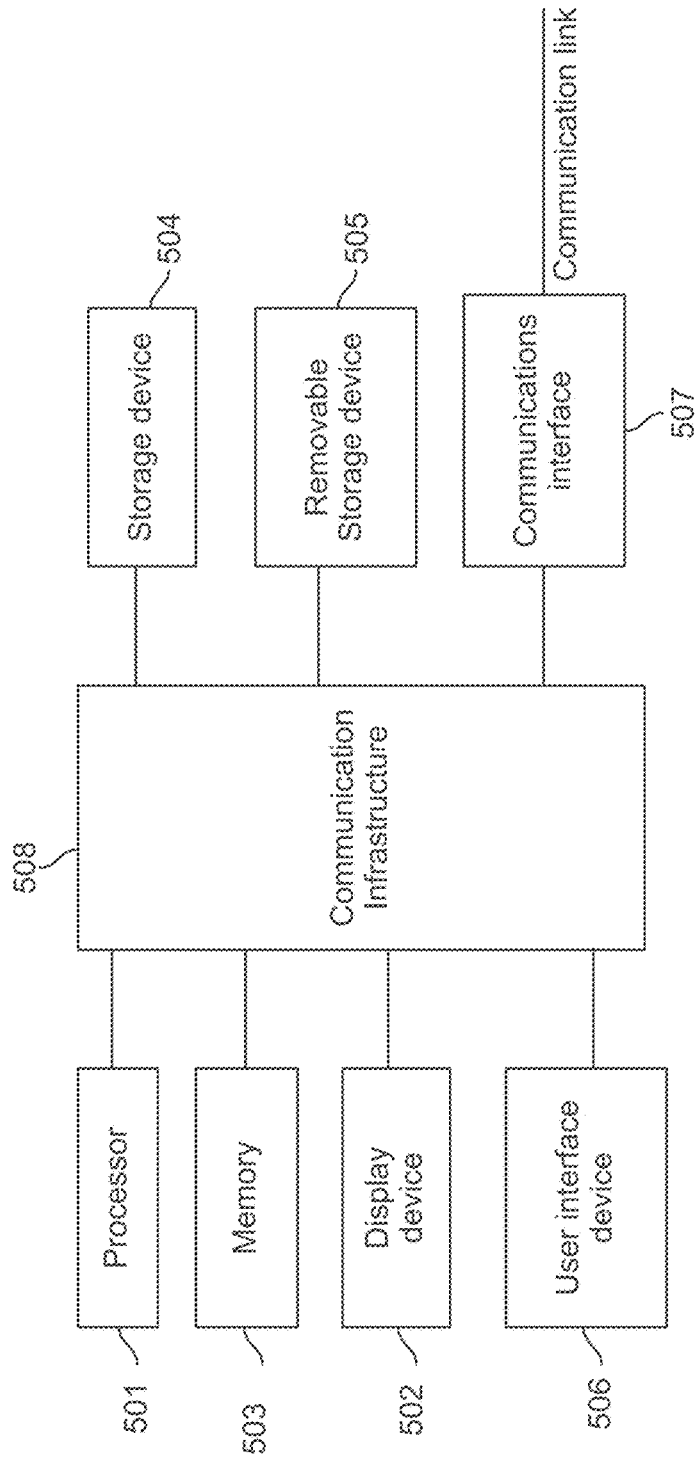 501
Processor
503
Memory
502
Display
device
506
User interface
device
508
Communication
Infrastructure
Storage device
504
Removable
Storage device
505
Communications
interface
507
Communication link